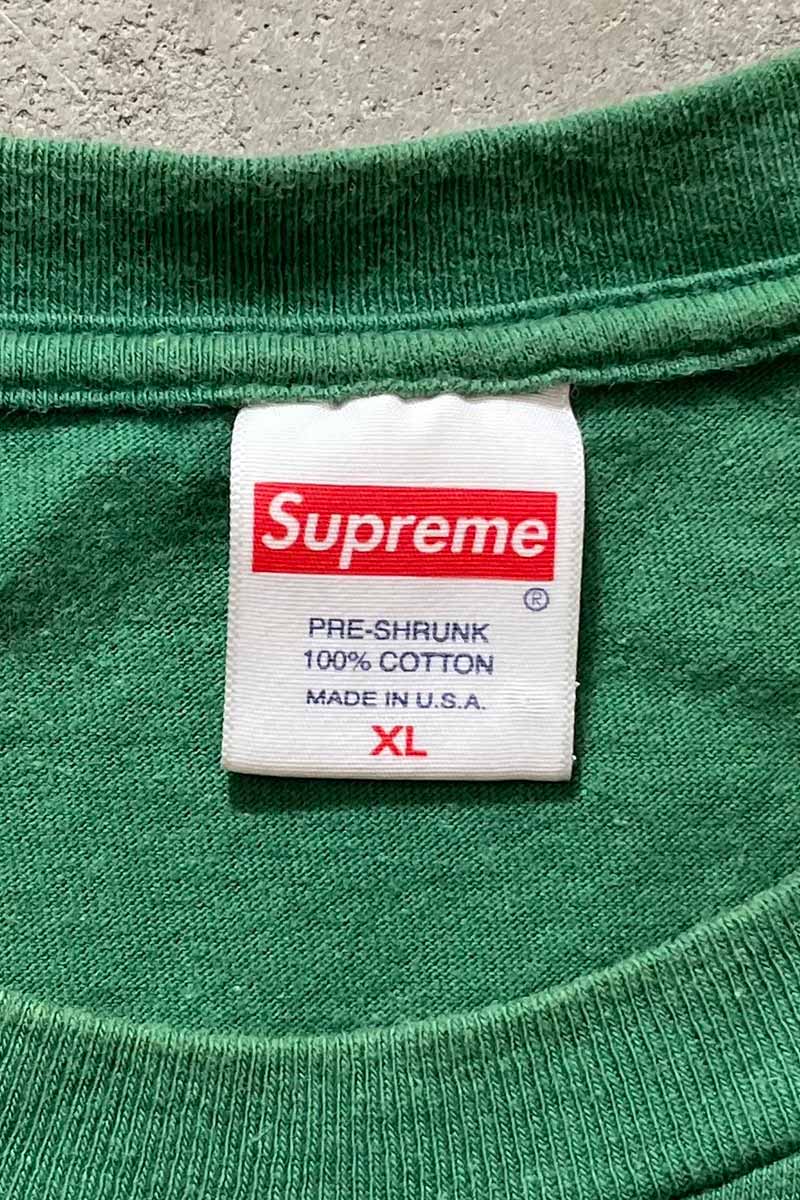 Supreme
®
PRE-SHRUNK
100% COTTON
MADE IN U.S.A.
XL